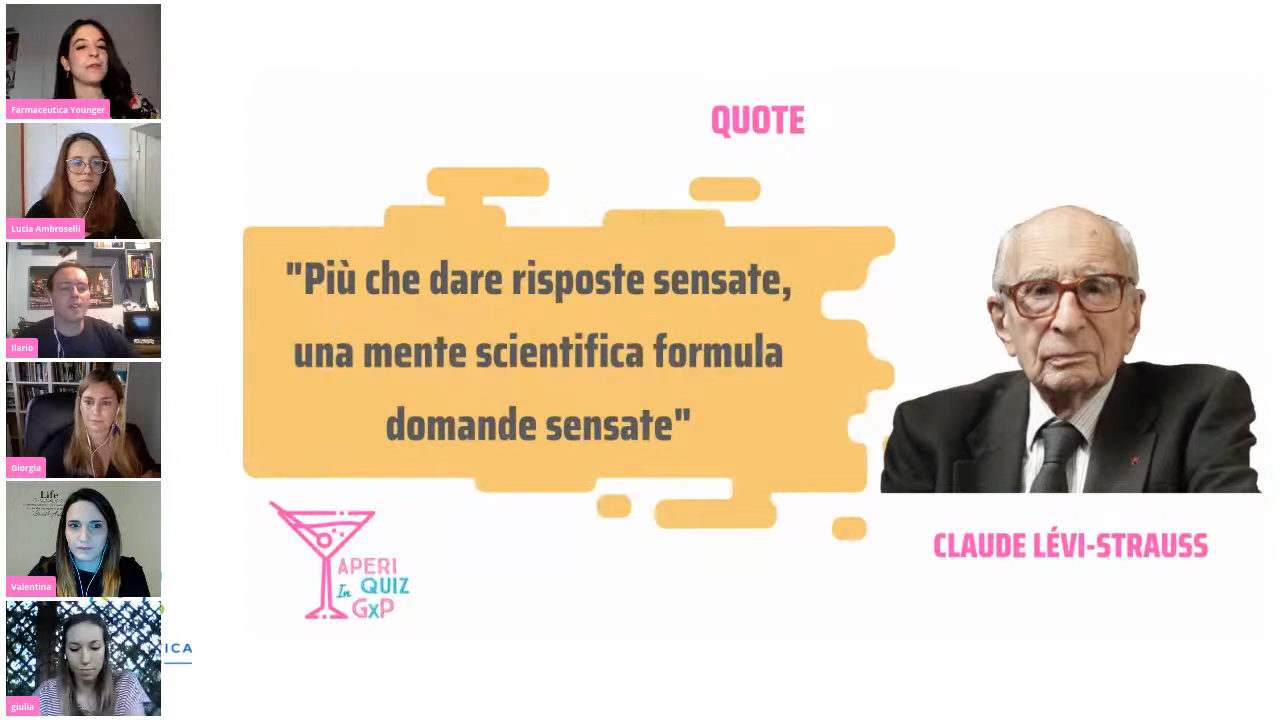 Farmaceutica Younger
Lucia Ambroselli
Ilario
Giorgia
Life
Valentina
giulia
ICA
QUOTE
"Più che dare risposte sensate,
una mente scientifica formula
domande sensate"
CLAUDE LÉVI-STRAUSS
APERI
In QUIZ
GxP